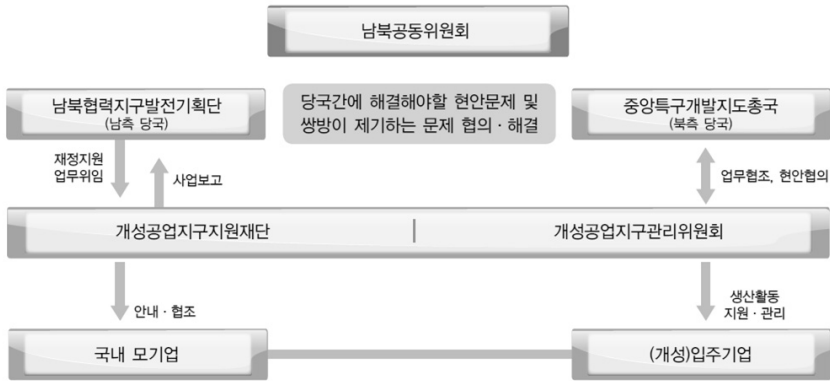 남북공동위원회
남북협력지구발전기획단
(남측 당국)
당국간에 해결해야할 현안문제 및
쌍방이 제기하는 문제 협의·해결
중앙특구개발지도총국
(북측 당국)
재정지원
업무위임
사업보고
업무협조, 현안협의
개성공업지구지원재단
개성공업지구관리위원회
안내·협조
생산활동
지원·관리
국내 모기업
(개성)입주기업